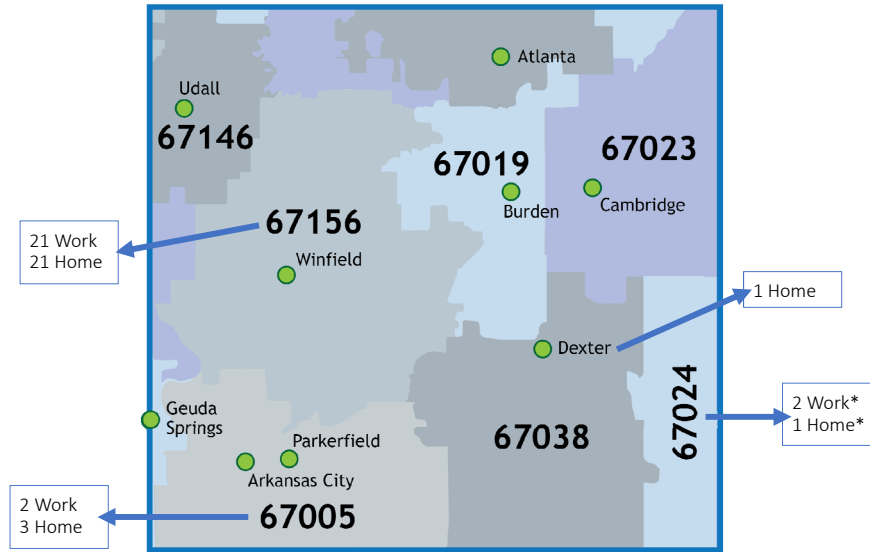 Atlanta
Udall
67146
67023
67019
Cambridge
Burden
67156
21 Work
21 Home
Winfield
1 Home
Dexter
67024
2 Work*
1 Home*
Geuda
Springs
67038
Parkerfield
Arkansas City
2 Work
3 Home
67005